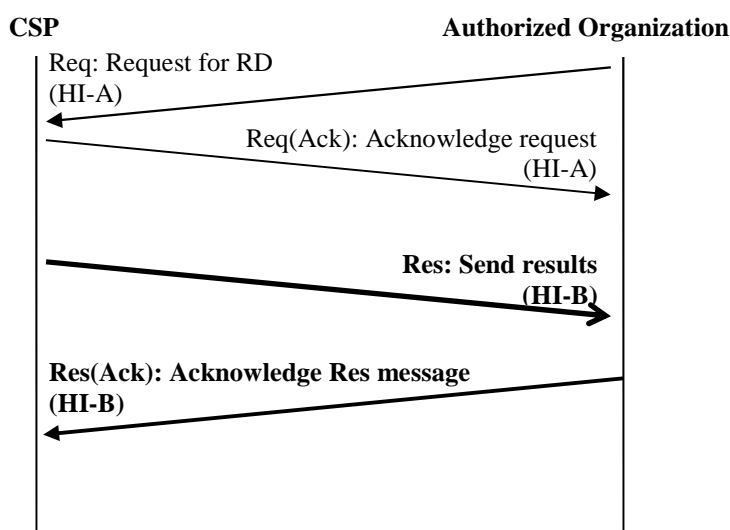 CSP
Authorized Organization
Req: Request for RD
(HI-A)
Req(Ack): Acknowledge request
(HI-A)
Res: Send results
(HI-B)
Res(Ack): Acknowledge Res message
(HI-B)